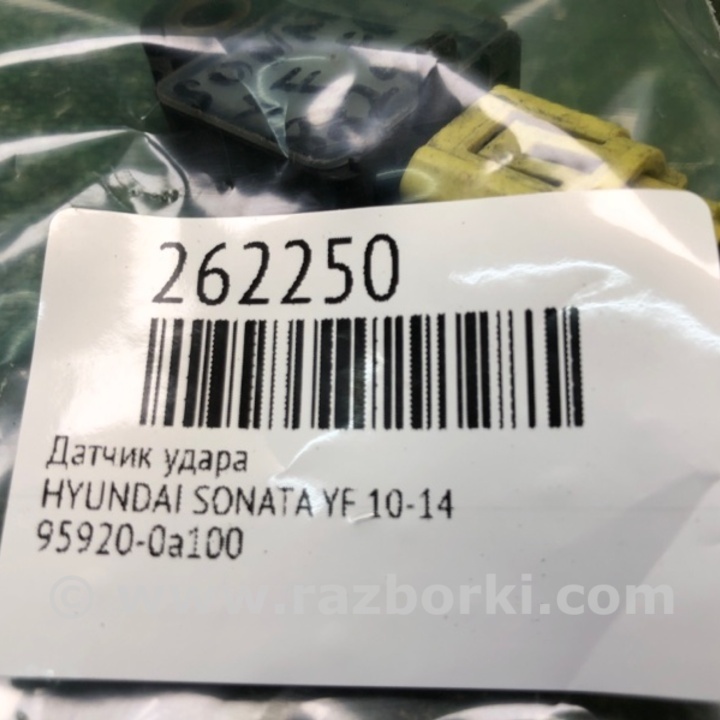 262250
Датчик удара
HYUNDAI SONATA YF 10-14
95920-0a100
© www.razborki.com